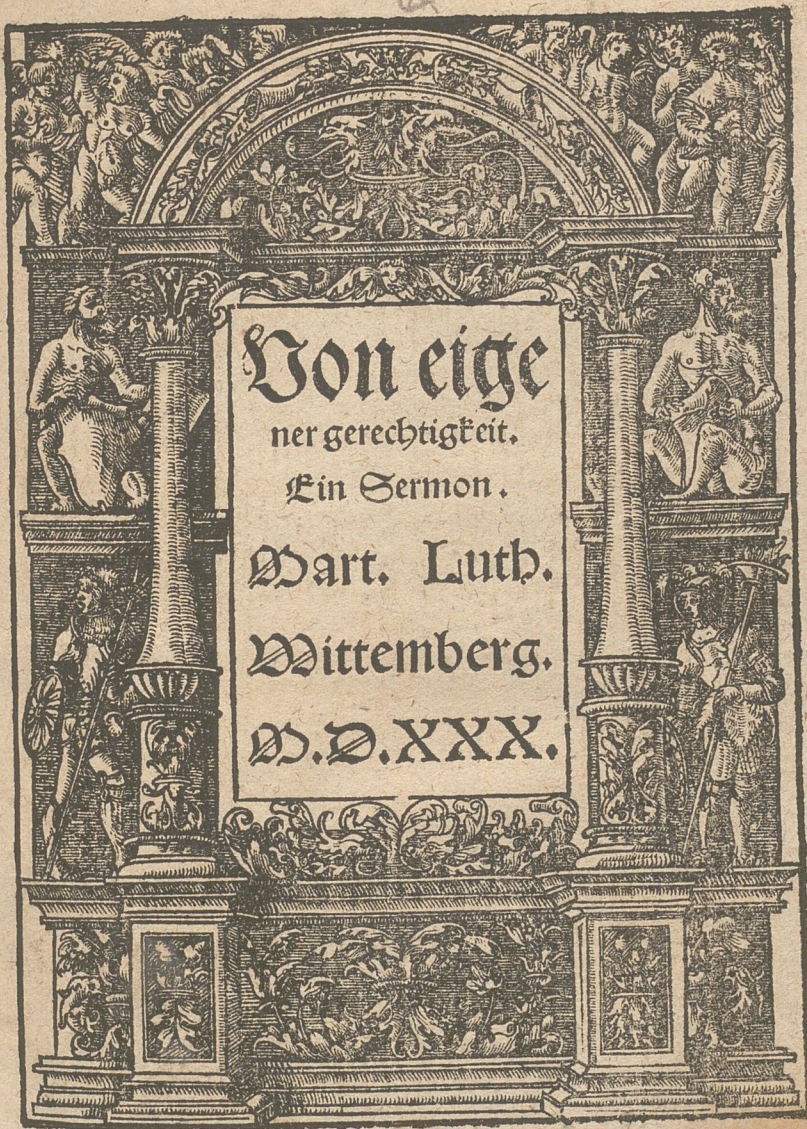 Von eige
ner gerechtigkeit.
Ein Sermon.
Mart. Luth.
Wittemberg.
M.D.XXX.